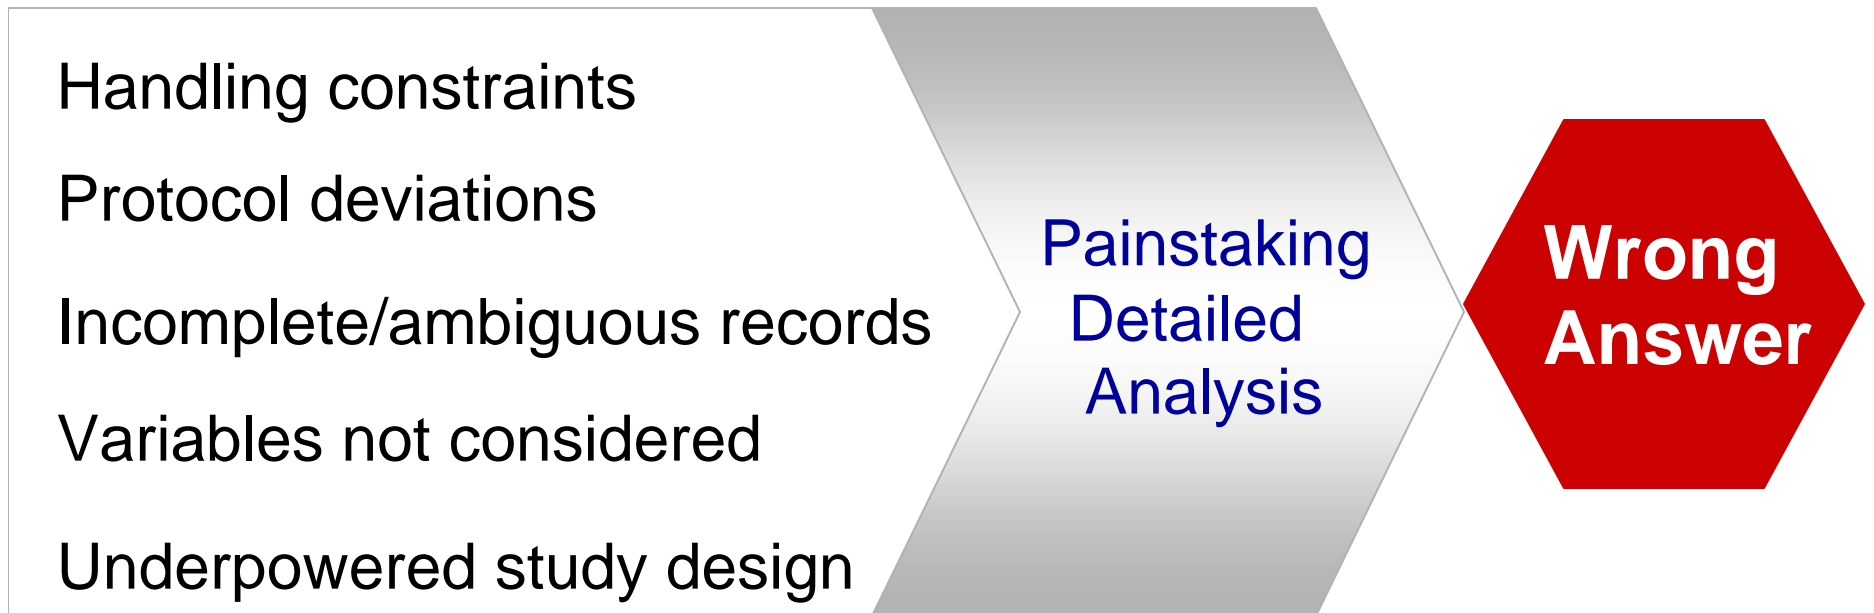 Handling constraints
Protocol deviations
Incomplete/ambiguous records
Variables not considered
Underpowered study design
Painstaking
Detailed
Analysis
Wrong
Answer